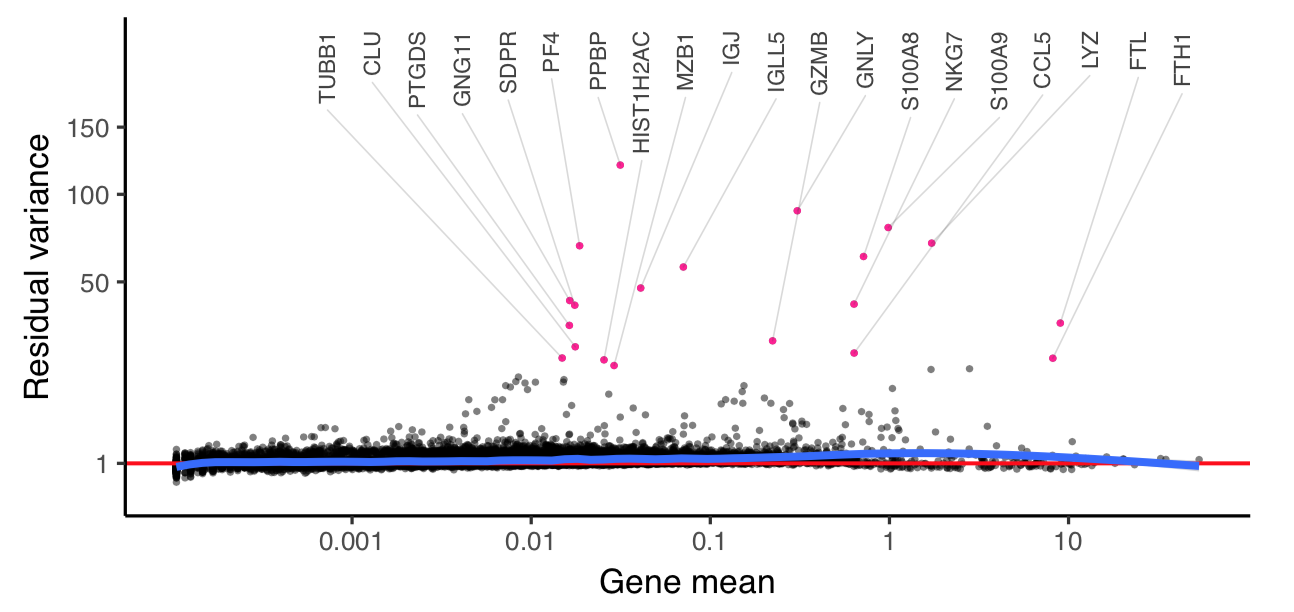 TUBB1
CLU
PTGDS
GNG11
SDPR
PF4
PPBP
HIST1H2AC
MZB1
IGJ
IGLL5
GZMB
GNLY
S100A8
NKG7
S100A9
CCL5
LYZ
FTL
FTH1
Residual variance
150
100
50
1
0.001
0.01
0.1
1
10
Gene mean